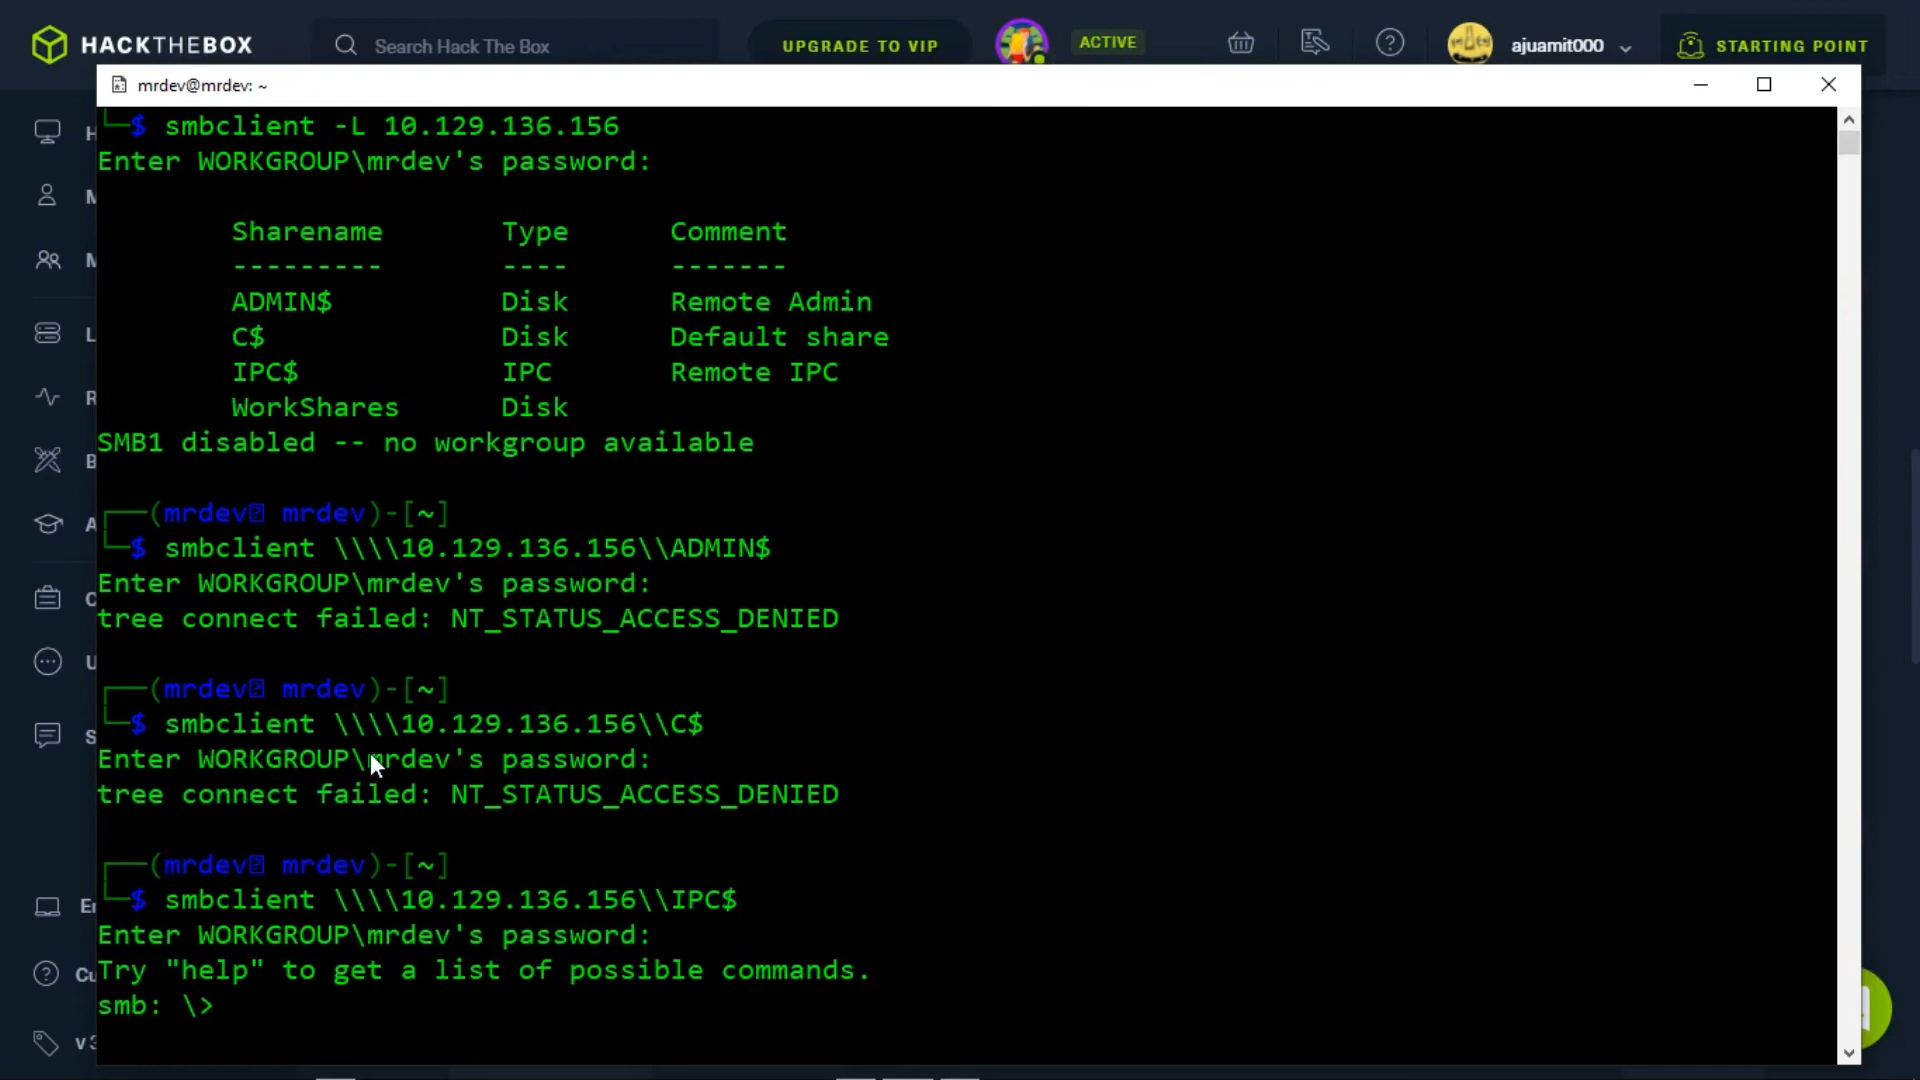 HACKTHEBOX
Search Hack The Box
UPGRADE TO VIP
ACTIVE
ajuamit000
STARTING POINT
mrdev@mrdev: ~
└─$ smbclient -L 10.129.136.156
Enter WORKGROUP\mrdev's password:
Sharename Type Comment
--------- ---- -------
ADMIN$ Disk Remote Admin
C$ Disk Default share
IPC$ IPC Remote IPC
WorkShares Disk
SMB1 disabled -- no workgroup available
┌──(mrdev mrdev)-[~]
└─$ smbclient \\\\10.129.136.156\\ADMIN$
Enter WORKGROUP\mrdev's password:
tree connect failed: NT_STATUS_ACCESS_DENIED
┌──(mrdev mrdev)-[~]
└─$ smbclient \\\\10.129.136.156\\C$
Enter WORKGROUP\mrdev's password:
tree connect failed: NT_STATUS_ACCESS_DENIED
┌──(mrdev mrdev)-[~]
└─$ smbclient \\\\10.129.136.156\\IPC$
Enter WORKGROUP\mrdev's password:
Try "help" to get a list of possible commands.
smb: \>